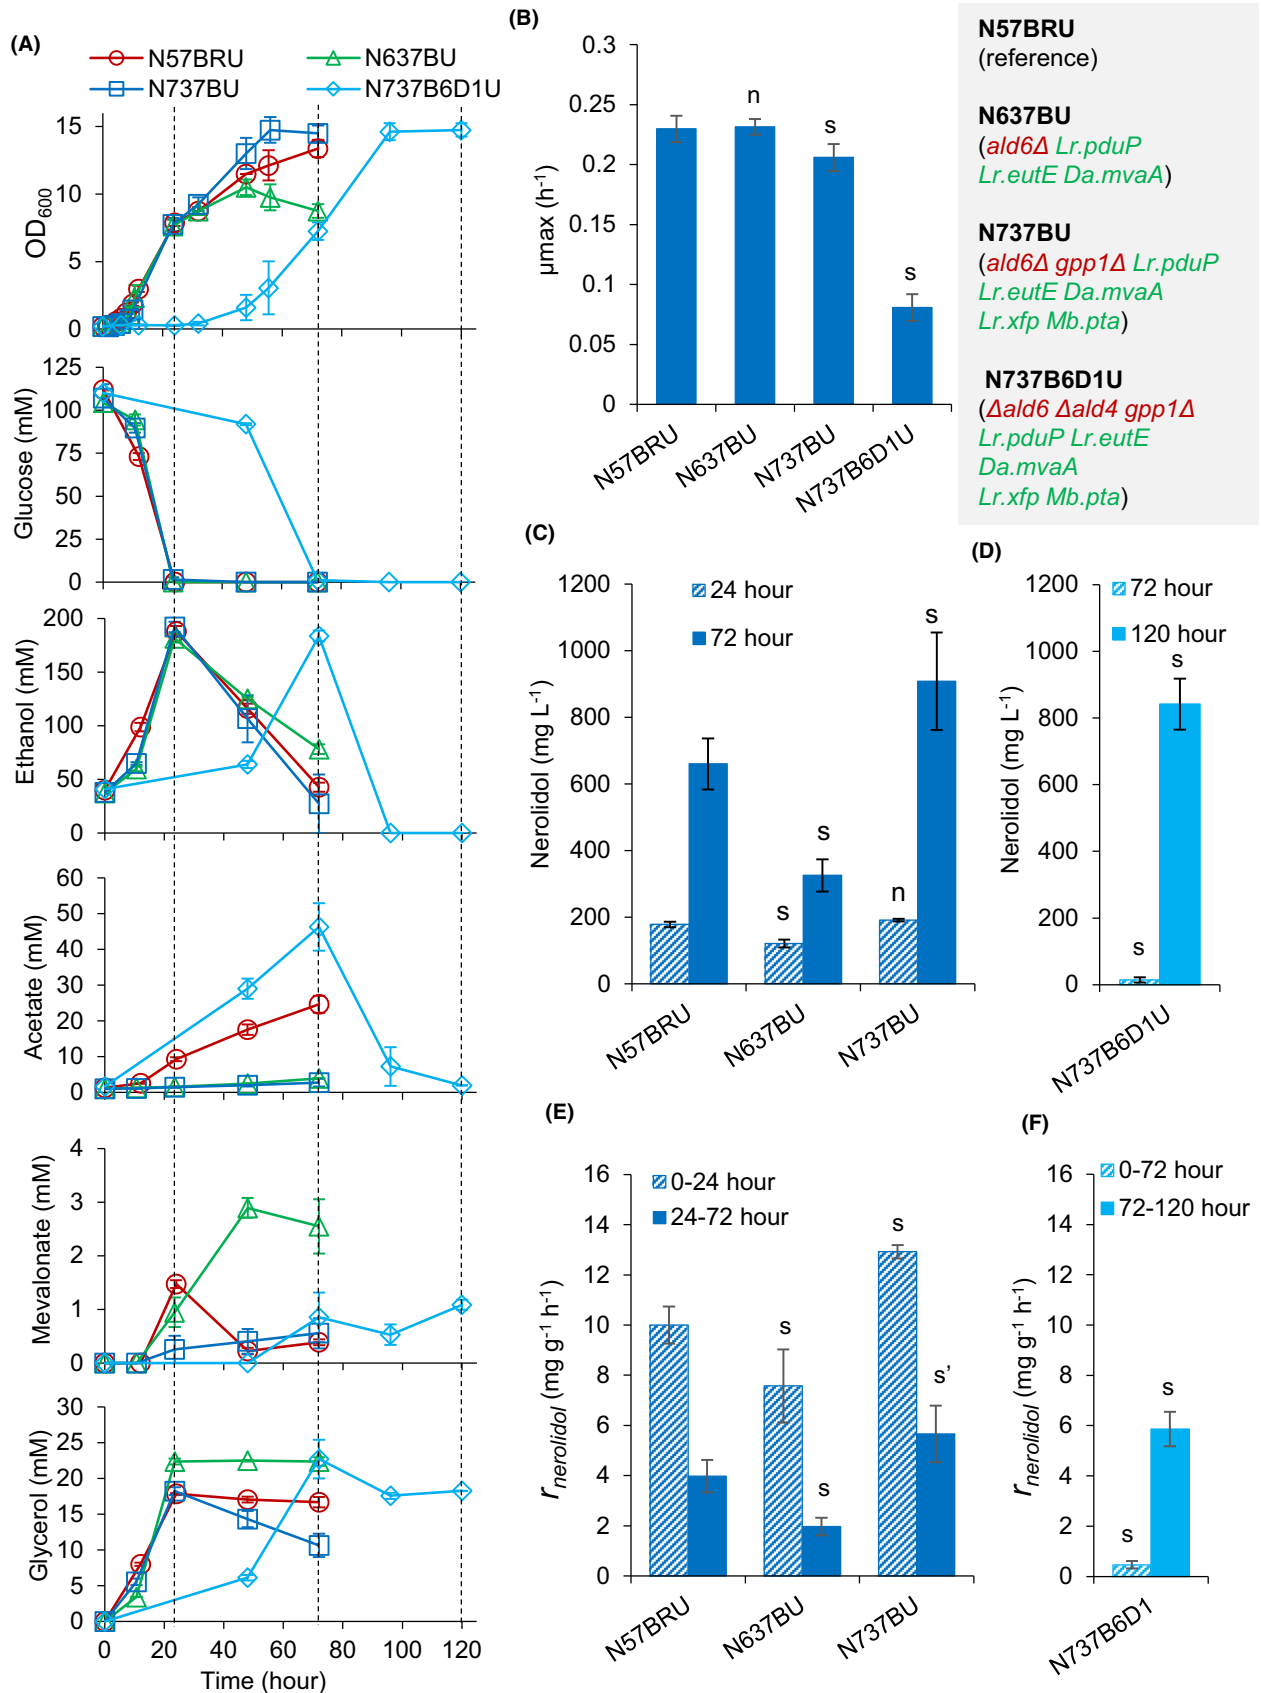 (A)
N57BRU
N637BU
N737BU
N737B6D1U
OD600
15
10
5
0
Glucose (mM)
125
100
75
50
25
0
Ethanol (mM)
200
150
100
50
0
Acetate (mM)
60
50
40
30
20
10
0
Mevalonate (mM)
4
3
2
1
0
Glycerol (mM)
30
25
20
15
10
5
0
0 20 40 60 80 100 120
Time (hour)
(B)
µmax (h-1)
0.3
0.25
0.2
0.15
0.1
0.05
0
n
s
s
N57BRU
N637BU
N737BU
N737B6D1U
N57BRU
(reference)
N637BU
(ald6Δ Lr.pduP
Lr.eutE Da.mvaA)
N737BU
(ald6Δ gpp1Δ Lr.pduP
Lr.eutE Da.mvaA
Lr.xfp Mb.pta)
N737B6D1U
(Δald6 Δald4 gpp1Δ
Lr.pduP Lr.eutE
Da.mvaA
Lr.xfp Mb.pta)
(C)
Nerolidol (mg L-1)
1200
1000
800
600
400
200
0
24 hour
72 hour
s
s
n
s
N57BRU
N637BU
N737BU
(D)
Nerolidol (mg L-1)
1200
1000
800
600
400
200
0
72 hour
120 hour
s
s
N737B6D1U
(E)
rnerolidol (mg g-1 h-1)
16
14
12
10
8
6
4
2
0
0-24 hour
24-72 hour
s
s
s
s’
N57BRU
N637BU
N737BU
(F)
rnerolidol (mg g-1 h-1)
16
14
12
10
8
6
4
2
0
0-72 hour
72-120 hour
s
s
N737B6D1